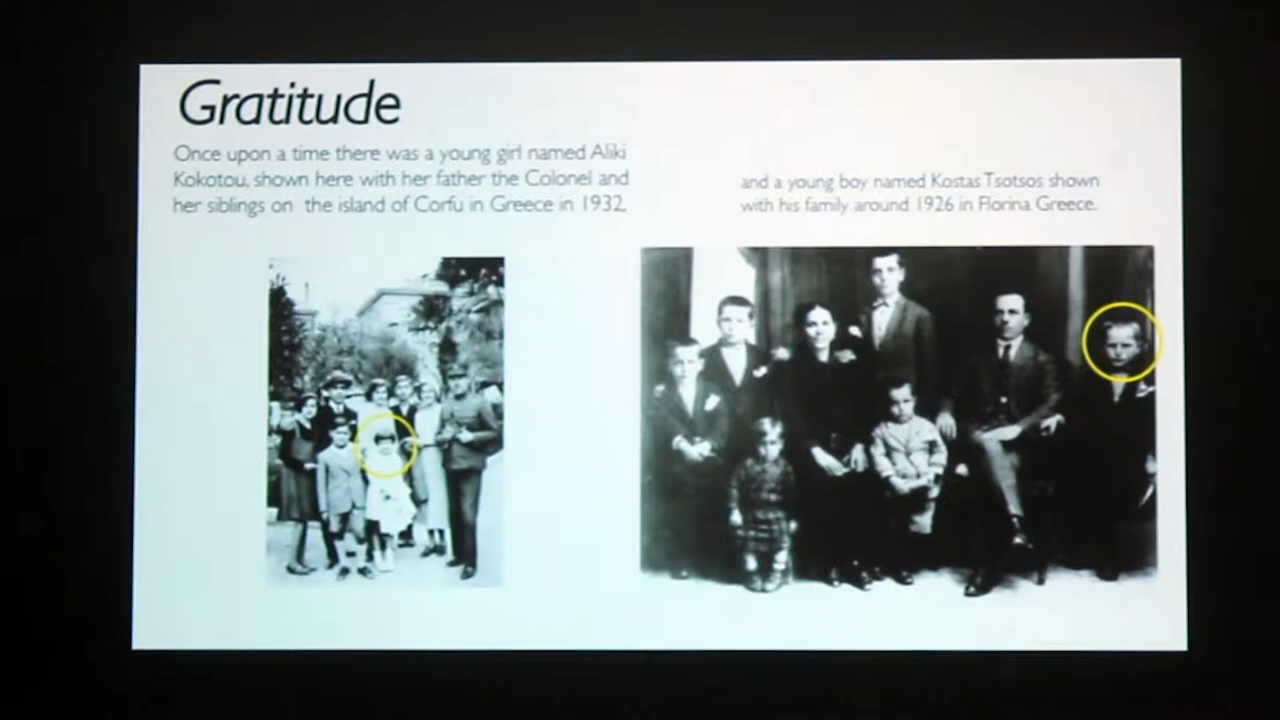 Gratitude
Once upon a time there was a young girl named Aliki
Kokotou, shown here with her father the Colonel and
her siblings on the island of Corfu in Greece in 1932,
and a young boy named Kostas Tsotsos shown
with his family around 1926 in Florina Greece.